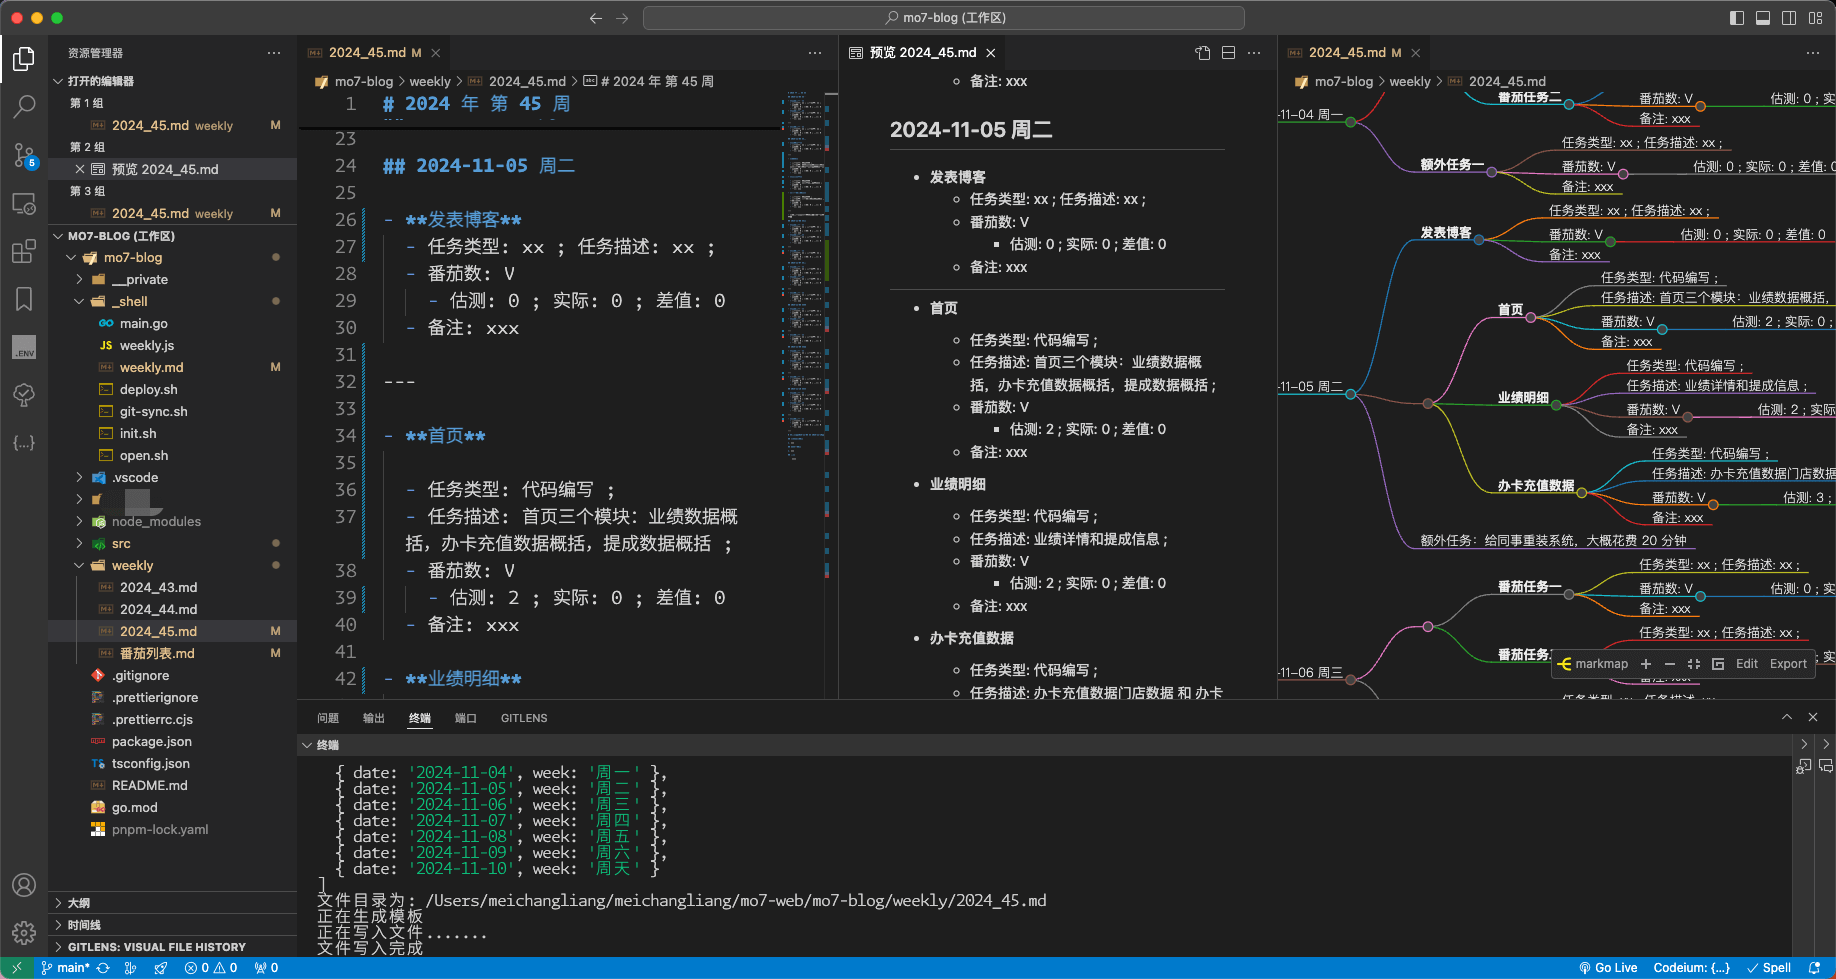 mo7-blog (工作区)
资源管理器
打开的编辑器
第 1 组
2024_45.md weekly M
第 2 组
预览 2024_45.md
第 3 组
2024_45.md weekly M
MO7-BLOG (工作区)
mo7-blog
__private
_shell
main.go
weekly.js
weekly.md M
deploy.sh
git-sync.sh
init.sh
open.sh
.vscode
node_modules
src
weekly
2024_43.md
2024_44.md
2024_45.md M
番茄列表.md M
.gitignore
.prettierignore
.prettierrc.cjs
package.json
tsconfig.json
README.md
go.mod
pnpm-lock.yaml
大纲
时间线
GITLENS: VISUAL FILE HISTORY
.ENV
5
2024_45.md M
mo7-blog > weekly > 2024_45.md > # 2024 年 第 45 周
1 # 2024 年 第 45 周
23
24 ## 2024-11-05 周二
25
26 - **发表博客**
27 - 任务类型: xx ; 任务描述: xx ;
28 - 番茄数: V
29 - 估测: 0 ; 实际: 0 ; 差值: 0
30 - 备注: xxx
31
32 ---
33
34 - **首页**
35
36 - 任务类型: 代码编写 ;
37 - 任务描述: 首页三个模块: 业绩数据概
括, 办卡充值数据概括, 提成数据概括 ;
38 - 番茄数: V
39 - 估测: 2 ; 实际: 0 ; 差值: 0
40 - 备注: xxx
41
42 - **业绩明细**
预览 2024_45.md
备注: xxx
2024-11-05 周二
发表博客
任务类型: xx ; 任务描述: xx ;
番茄数: V
估测: 0 ; 实际: 0 ; 差值: 0
备注: xxx
首页
任务类型: 代码编写 ;
任务描述: 首页三个模块: 业绩数据概
括, 办卡充值数据概括, 提成数据概括 ;
番茄数: V
估测: 2 ; 实际: 0 ; 差值: 0
备注: xxx
业绩明细
任务类型: 代码编写 ;
任务描述: 业绩详情和提成信息 ;
番茄数: V
估测: 2 ; 实际: 0 ; 差值: 0
备注: xxx
办卡充值数据
任务类型: 代码编写 ;
任务描述: 办卡充值数据门店数据 和 办卡
2024_45.md M
mo7-blog > weekly > 2024_45.md
番茄任务二
番茄数: V
估测: 0 ; 实
备注: xxx
-11-04 周一
任务类型: xx ; 任务描述: xx ;
额外任务一
番茄数: V
估测: 0 ; 实际: 0 ; 差值: 0
备注: xxx
任务类型: xx ; 任务描述: xx ;
发表博客
番茄数: V
估测: 0 ; 实际: 0 ; 差值: 0
备注: xxx
任务类型: 代码编写 ;
任务描述: 首页三个模块: 业绩数据概括,
首页
番茄数: V
估测: 2 ; 实际: 0 ;
备注: xxx
任务类型: 代码编写 ;
-11-05 周二
任务描述: 业绩详情和提成信息 ;
业绩明细
番茄数: V
估测: 2 ; 实际:
备注: xxx
任务类型: 代码编写 ;
任务描述: 办卡充值数据门店数据
办卡充值数据
番茄数: V
估测: 3 ;
备注: xxx
额外任务: 给同事重装系统, 大概花费 20 分钟
任务类型: xx ; 任务描述: xx ;
番茄任务一
番茄数: V
估测: 0 ; 实
备注: xxx
任务类型: xx ; 任务描述: xx ;
番茄任务
-11-06 周三
markmap + − Edit Export
问题 输出 终端 端口 GITLENS
终端
{ date: '2024-11-04', week: '周一' },
{ date: '2024-11-05', week: '周二' },
{ date: '2024-11-06', week: '周三' },
{ date: '2024-11-07', week: '周四' },
{ date: '2024-11-08', week: '周五' },
{ date: '2024-11-09', week: '周六' },
{ date: '2024-11-10', week: '周天' }
]
文件目录为: /Users/meichangliang/meichangliang/mo7-web/mo7-blog/weekly/2024_45.md
正在生成模板
正在写入文件.......
文件写入完成
main* 0 0 0 Go Live Codeium: {...} Spell